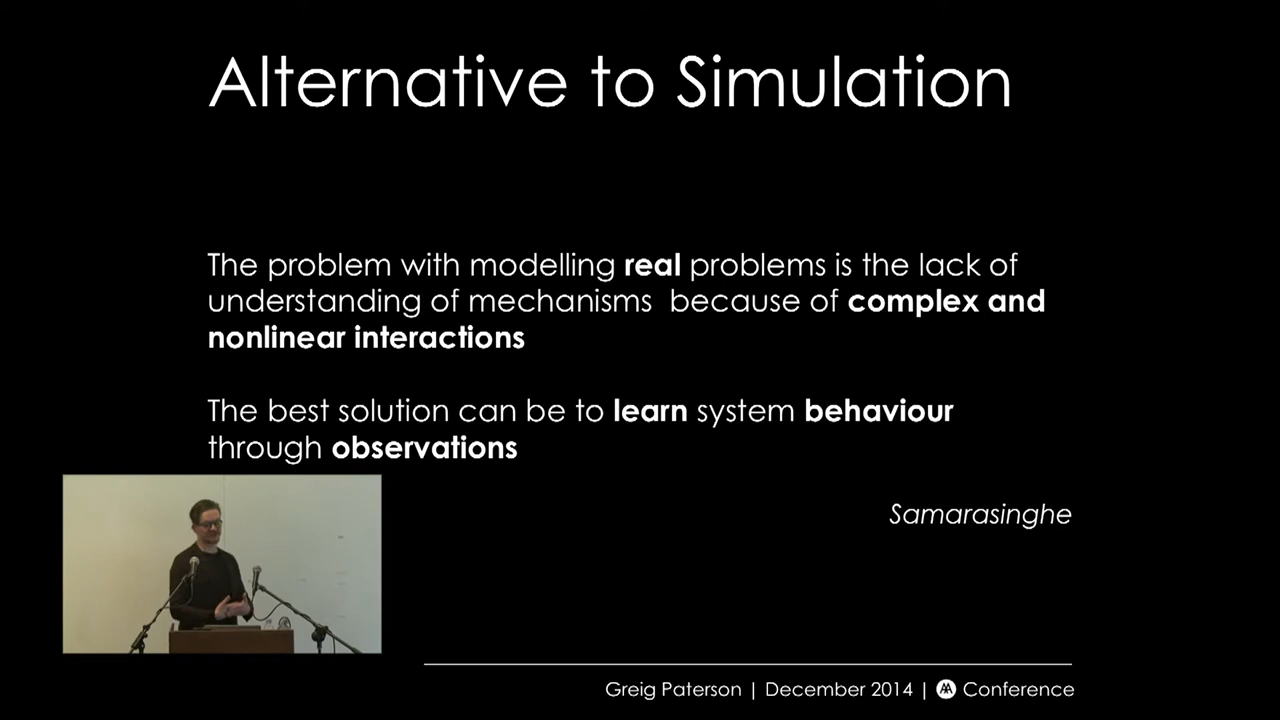 Alternative to Simulation
The problem with modelling real problems is the lack of
understanding of mechanisms  because of complex and
nonlinear interactions
The best solution can be to learn system behaviour
through observations
Samarasinghe
Greig Paterson | December 2014 | AA Conference